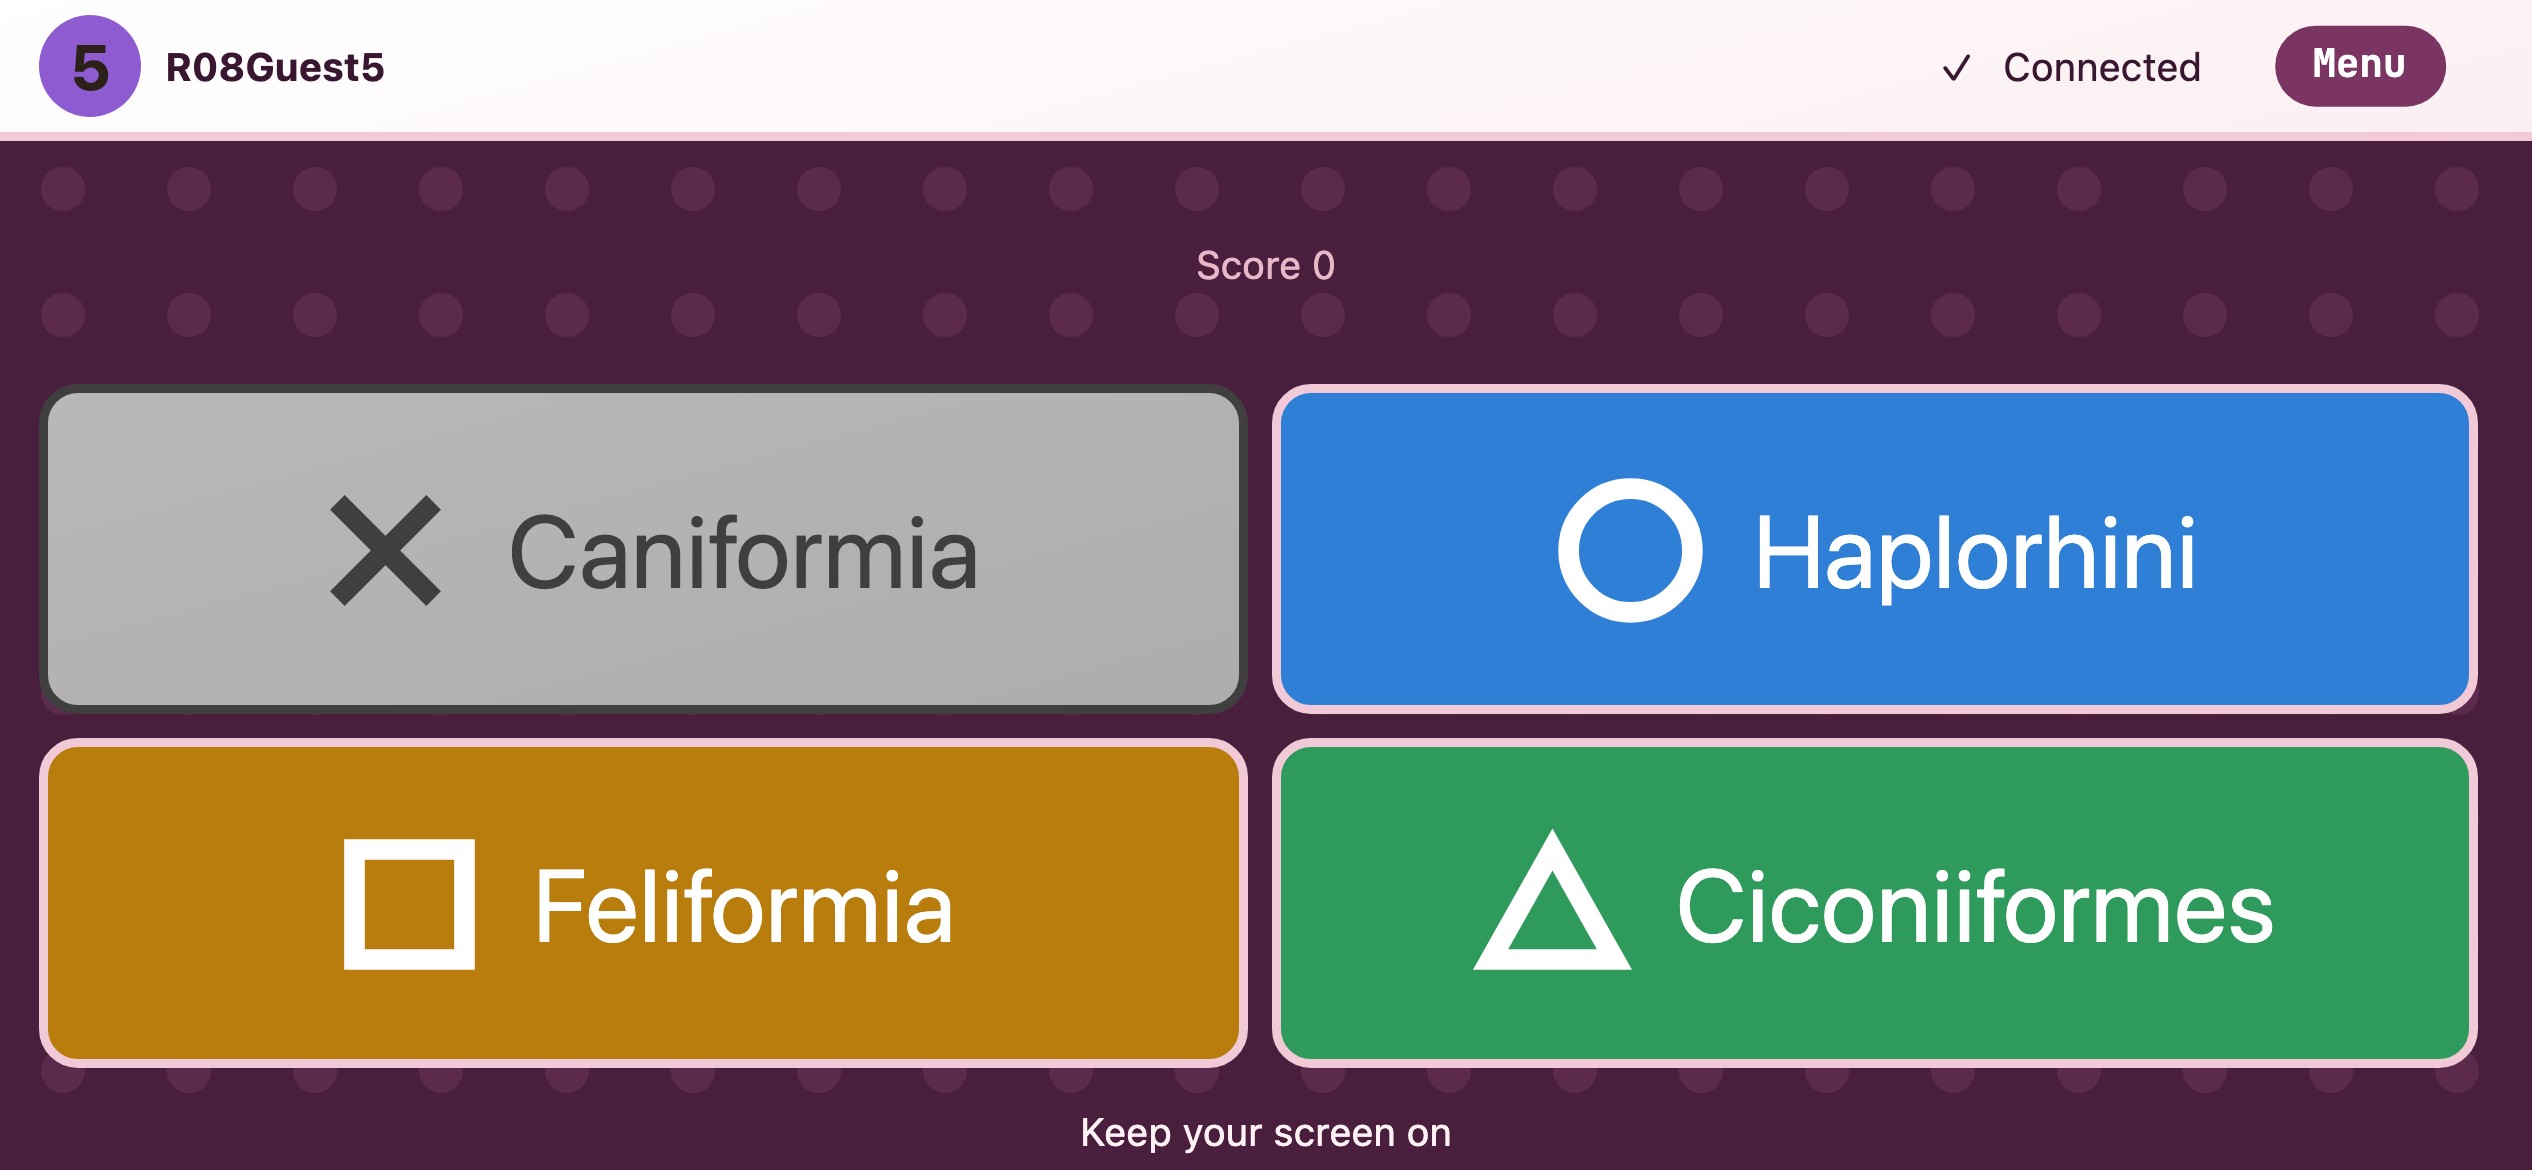 5 R08Guest5 ✓ Connected Menu
Score 0
Caniformia
Haplorhini
Feliformia
Ciconiiformes
Keep your screen on